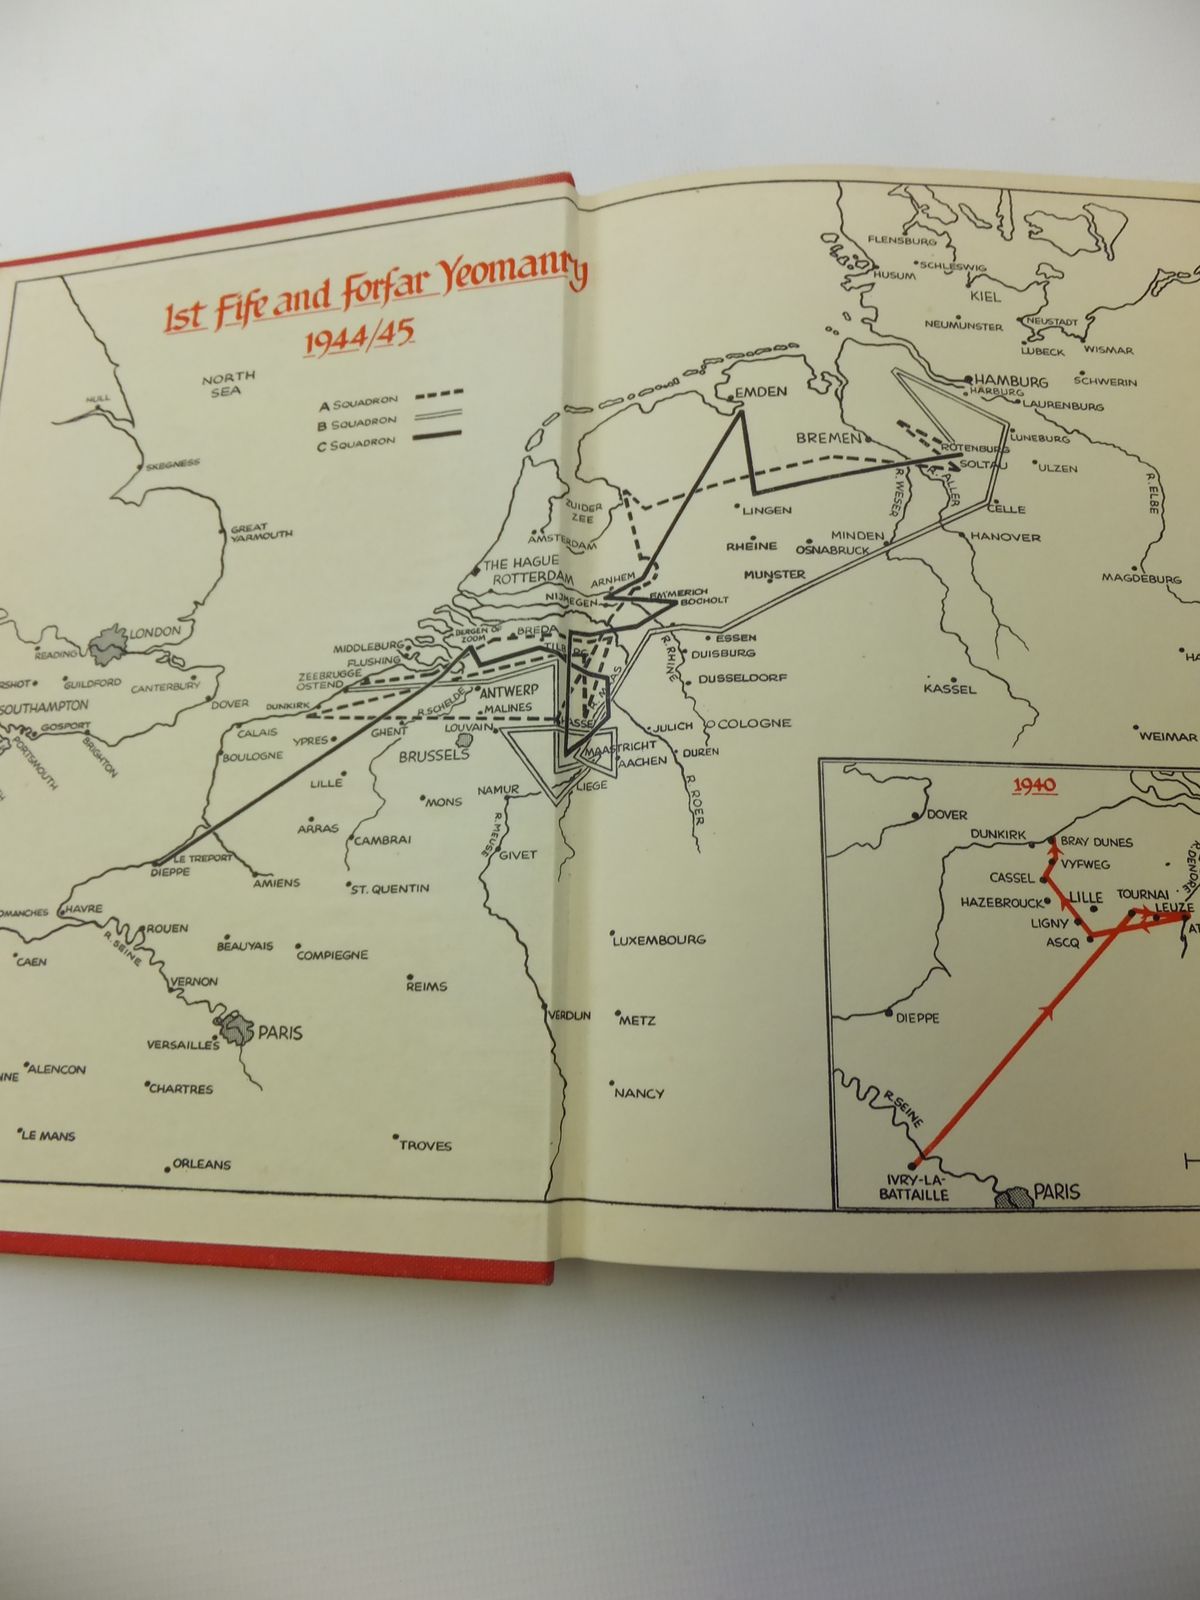 1st Fife and Forfar Yeomanry
1944/45
NORTH
SEA
A SQUADRON
B SQUADRON
C SQUADRON
HULL
SKEGNESS
GREAT
YARMOUTH
LONDON
READING
GUILDFORD
CANTERBURY
DOVER
SOUTHAMPTON
GOSPORT
PORTSMOUTH
BRIGHTON
CALAIS
BOULOGNE
DUNKIRK
OSTEND
ZEEBRUGGE
FLUSHING
MIDDLEBURG
BERGEN OP
ZOOM
BREDA
TILBURG
THE HAGUE
ROTTERDAM
AMSTERDAM
ZUIDER
ZEE
ARNHEM
NIJMEGEN
EMMERICH
BOCHOLT
R. SCHELDE
ANTWERP
MALINES
GHENT
YPRES
LOUVAIN
BRUSSELS
R. MAAS
MAASTRICHT
AACHEN
LIEGE
LILLE
MONS
NAMUR
R. MEUSE
GIVET
ARRAS
CAMBRAI
LE TREPORT
DIEPPE
AMIENS
ST. QUENTIN
HAVRE
R. SEINE
ROUEN
BEAUYAIS
COMPIEGNE
CAEN
VERNON
REIMS
PARIS
VERSAILLES
ALENCON
CHARTRES
LE MANS
ORLEANS
TROVES
VERDUN
LUXEMBOURG
METZ
NANCY
FLENSBURG
SCHLESWIG
HUSUM
KIEL
NEUMUNSTER
NEUSTADT
LUBECK
WISMAR
HAMBURG
HARBURG
SCHWERIN
LAURENBURG
EMDEN
BREMEN
LUNEBURG
ROTENBURG
SOLTAU
ULZEN
R. ELBE
R. WESER
R. ALLER
LINGEN
CELLE
RHEINE
OSNABRUCK
MINDEN
HANOVER
MUNSTER
MAGDEBURG
ESSEN
R. RHINE
DUISBURG
DUSSELDORF
KASSEL
JULICH
COLOGNE
DUREN
R. ROER
WEIMAR
1940
DOVER
DUNKIRK
BRAY DUNES
VYFWEG
CASSEL
HAZEBROUCK
LILLE
TOURNAI
LEUZE
R. DENDRE
LIGNY
ASCQ
DIEPPE
R. SEINE
IVRY-LA-
BATTAILLE
PARIS